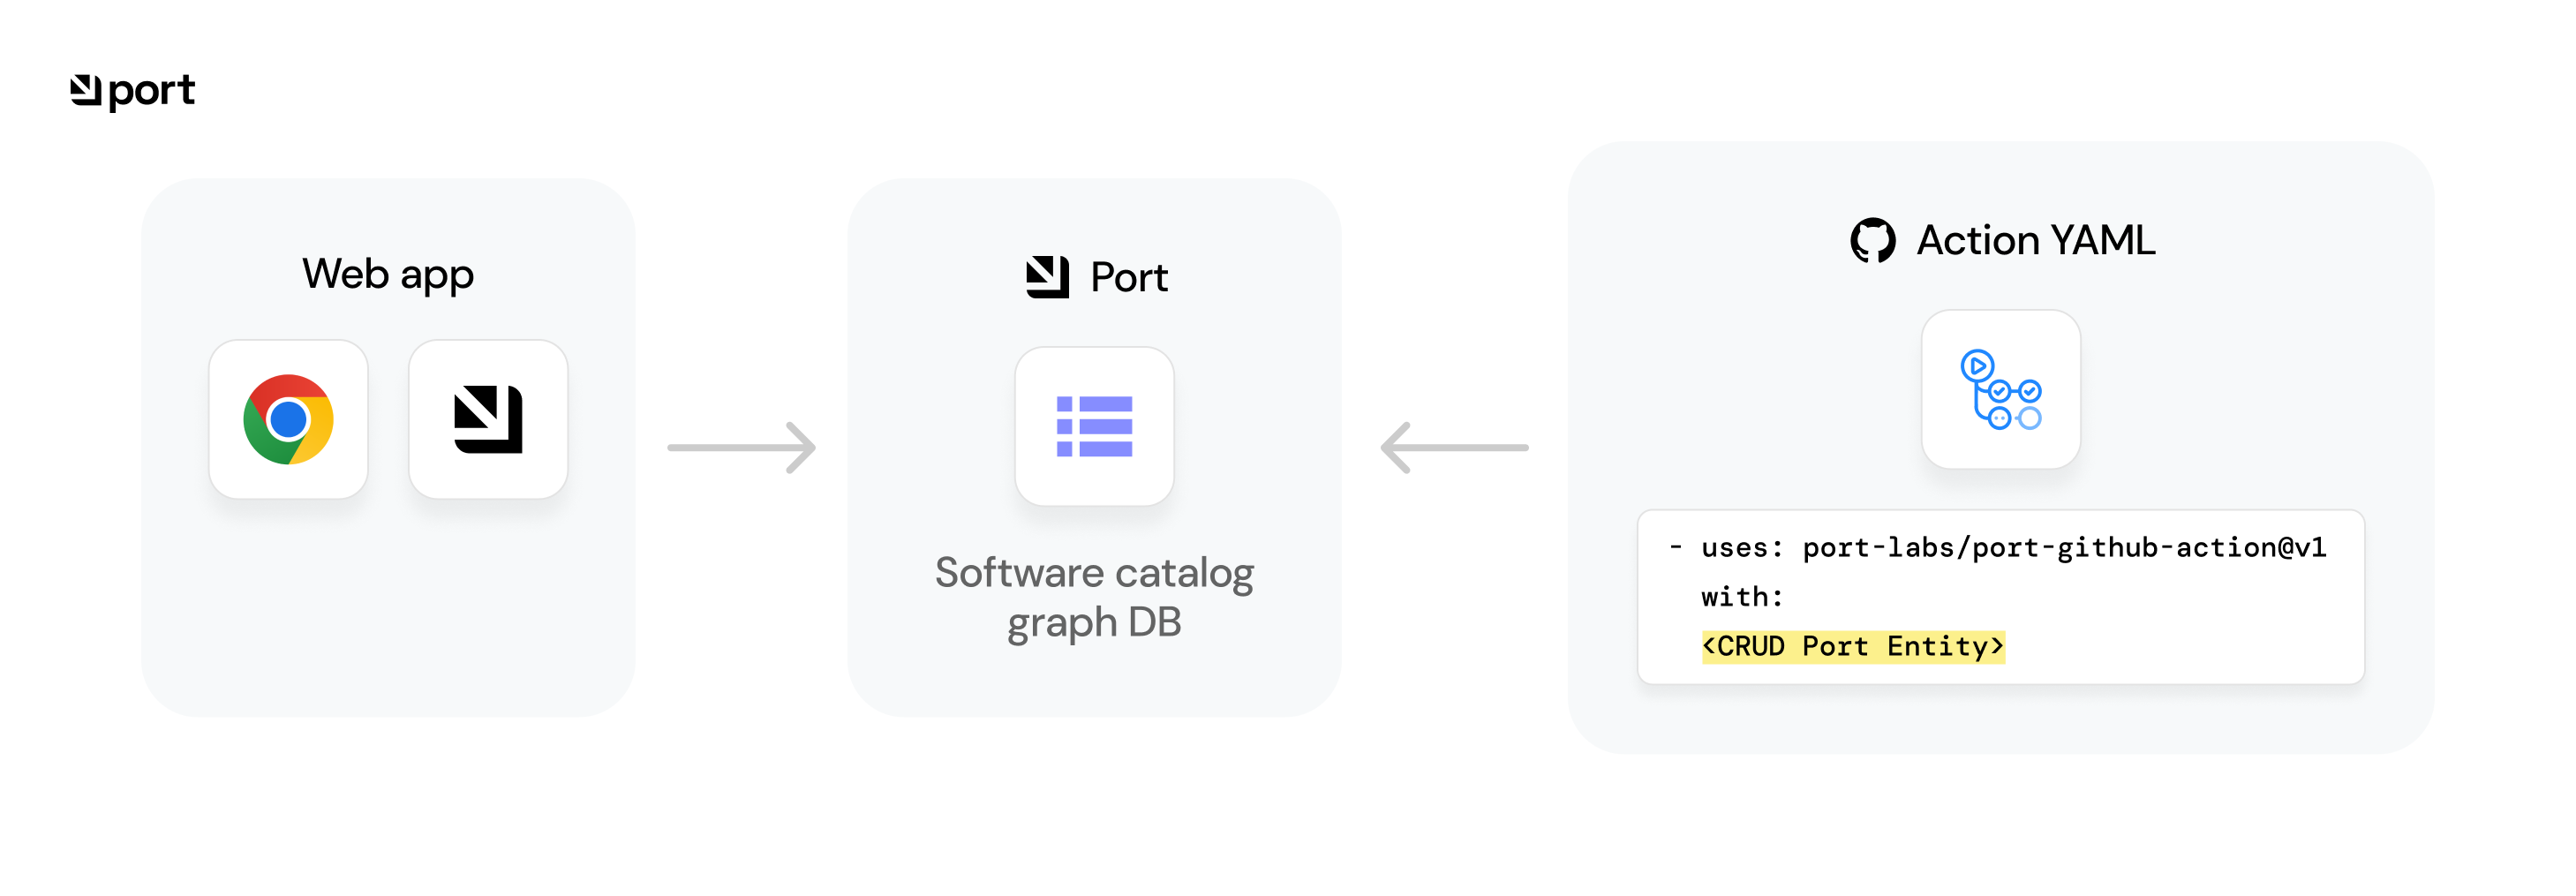 port
Web app
Port
Software catalog
graph DB
Action YAML
- uses: port-labs/port-github-action@v1
with:
<CRUD Port Entity>